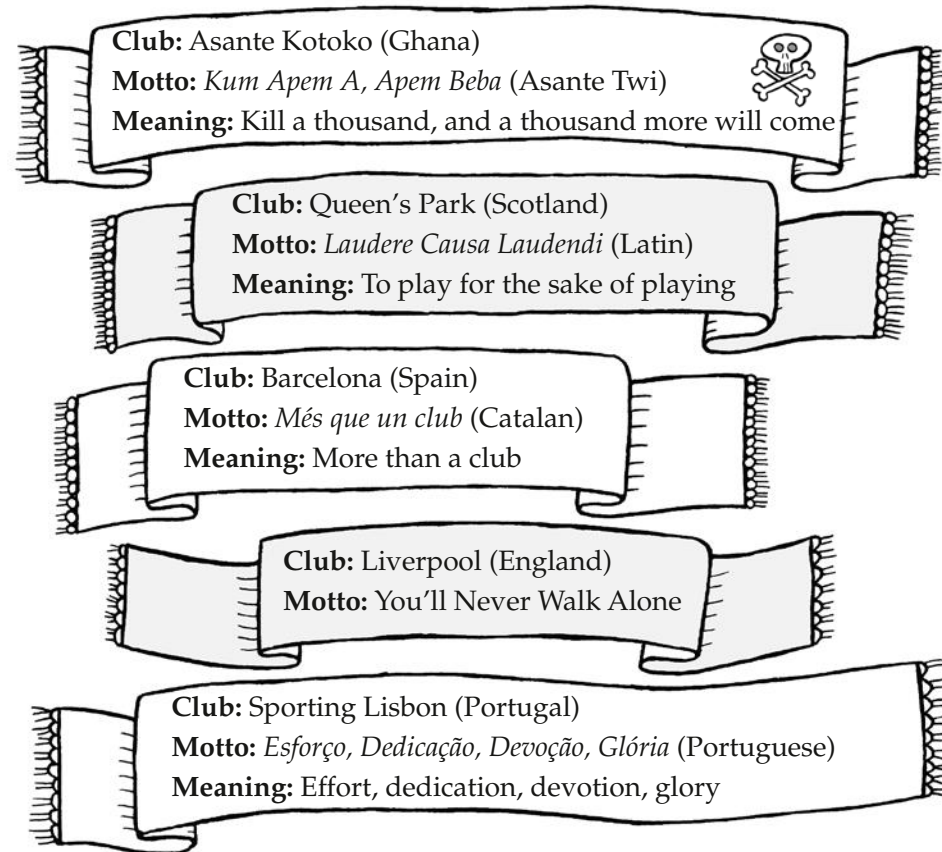 Club: Asante Kotoko (Ghana)
Motto: Kum Apem A, Apem Beba (Asante Twi)
Meaning: Kill a thousand, and a thousand more will come
Club: Queen's Park (Scotland)
Motto: Laudere Causa Laudendi (Latin)
Meaning: To play for the sake of playing
Club: Barcelona (Spain)
Motto: Més que un club (Catalan)
Meaning: More than a club
Club: Liverpool (England)
Motto: You'll Never Walk Alone
Club: Sporting Lisbon (Portugal)
Motto: Esforço, Dedicação, Devoção, Glória (Portuguese)
Meaning: Effort, dedication, devotion, glory